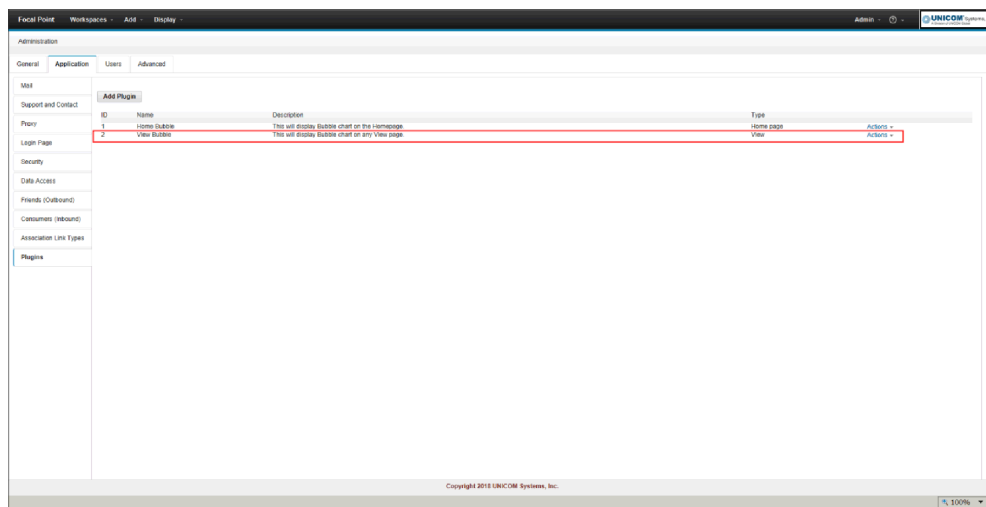 Focal Point Workspaces Add Display Admin UNICOM Systems,
Administration
General Application Users Advanced
Mail
Support and Contact
Proxy
Login Page
Security
Data Access
Friends (Outbound)
Consumers (Inbound)
Association Link Types
Plugins
Add Plugin
ID Name Description Type
1 Home Bubble This will display Bubble chart on the Homepage. Home page Actions
2 View Bubble This will display Bubble chart on any View page. View Actions
Copyright 2018 UNICOM Systems, Inc.
100%